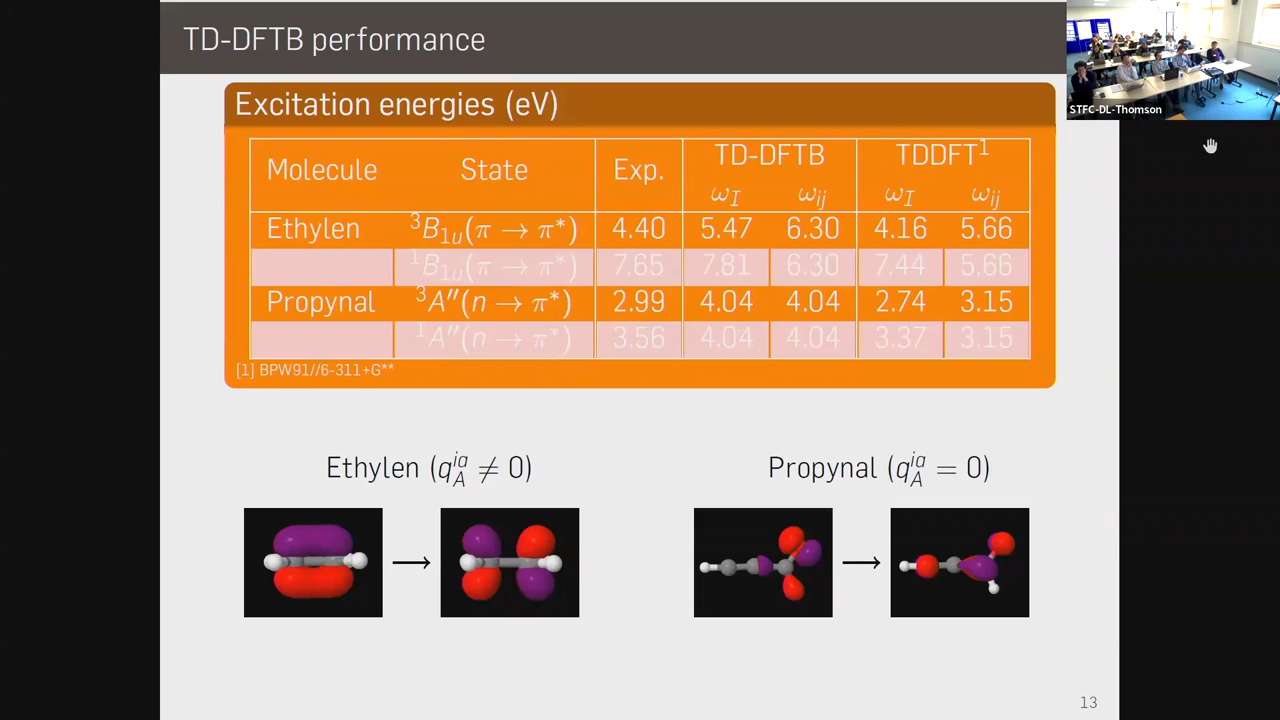 TD-DFTB performance
STFC-DL-Thomson
Excitation energies (eV)
Molecule State Exp. TD-DFTB TDDFT¹
ω_I ω_ij ω_I ω_ij
Ethylen ³B₁ᵤ(π → π*) 4.40 5.47 6.30 4.16 5.66
¹B₁ᵤ(π → π*) 7.65 7.81 6.30 7.44 5.66
Propynal ³A″(n → π*) 2.99 4.04 4.04 2.74 3.15
¹A″(n → π*) 3.56 4.04 4.04 3.37 3.15
[1] BPW91//6-311+G**
Ethylen (q_A^ia ≠ 0) Propynal (q_A^ia = 0)
→ →
13